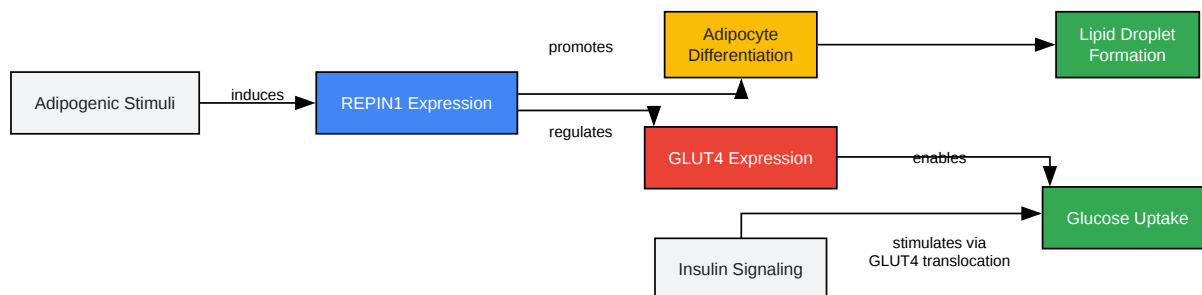 Adipogenic Stimuli
induces
REPIN1 Expression
promotes
regulates
Adipocyte
Differentiation
Lipid Droplet
Formation
GLUT4 Expression
enables
Glucose Uptake
Insulin Signaling
stimulates via
GLUT4 translocation